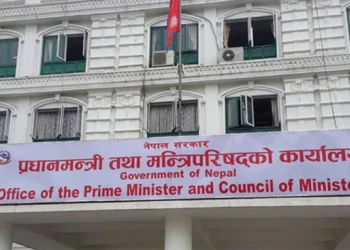 नेपाल सरकार
प्रधानमन्त्री तथा मन्त्रिपरिषद्को कार्यालय
Government of Nepal
Office of the Prime Minister and Council of Ministe